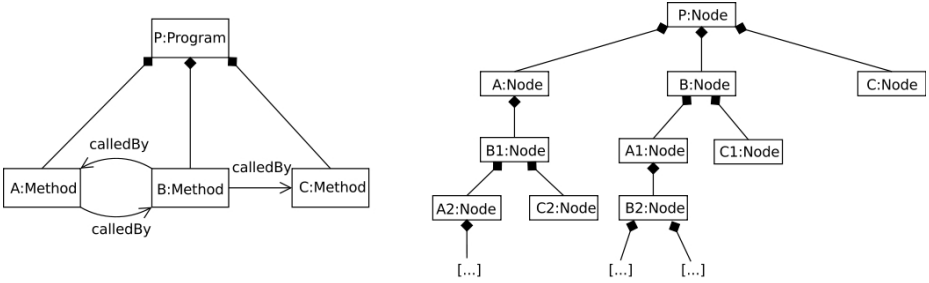 P:Program
calledBy
A:Method
B:Method
calledBy
C:Method
calledBy
P:Node
A:Node
B:Node
C:Node
B1:Node
A1:Node
C1:Node
A2:Node
C2:Node
B2:Node
[...]
[...]
[...]